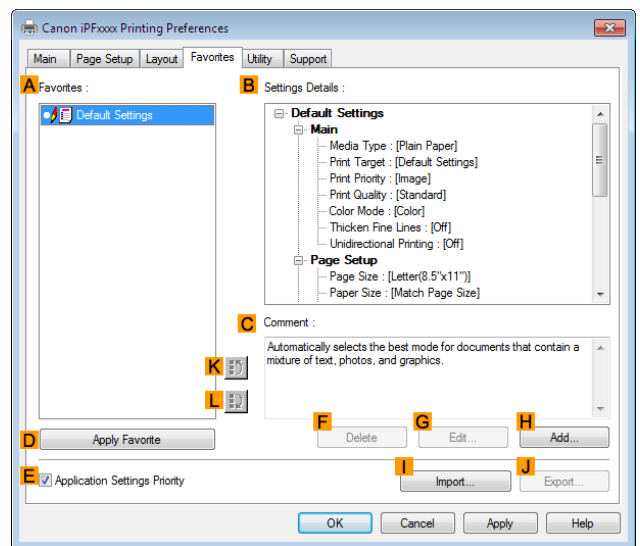 Canon iPFxxxx Printing Preferences
Main Page Setup Layout Favorites Utility Support
A Favorites :
Default Settings
B Settings Details :
Default Settings
Main
Media Type : [Plain Paper]
Print Target : [Default Settings]
Print Priority : [Image]
Print Quality : [Standard]
Color Mode : [Color]
Thicken Fine Lines : [Off]
Unidirectional Printing : [Off]
Page Setup
Page Size : [Letter(8.5"x11")]
Paper Size : [Match Page Size]
C Comment :
Automatically selects the best mode for documents that contain a
mixture of text, photos, and graphics.
K
L
D Apply Favorite
F Delete
G Edit...
H Add...
E Application Settings Priority
I Import...
J Export...
OK Cancel Apply Help